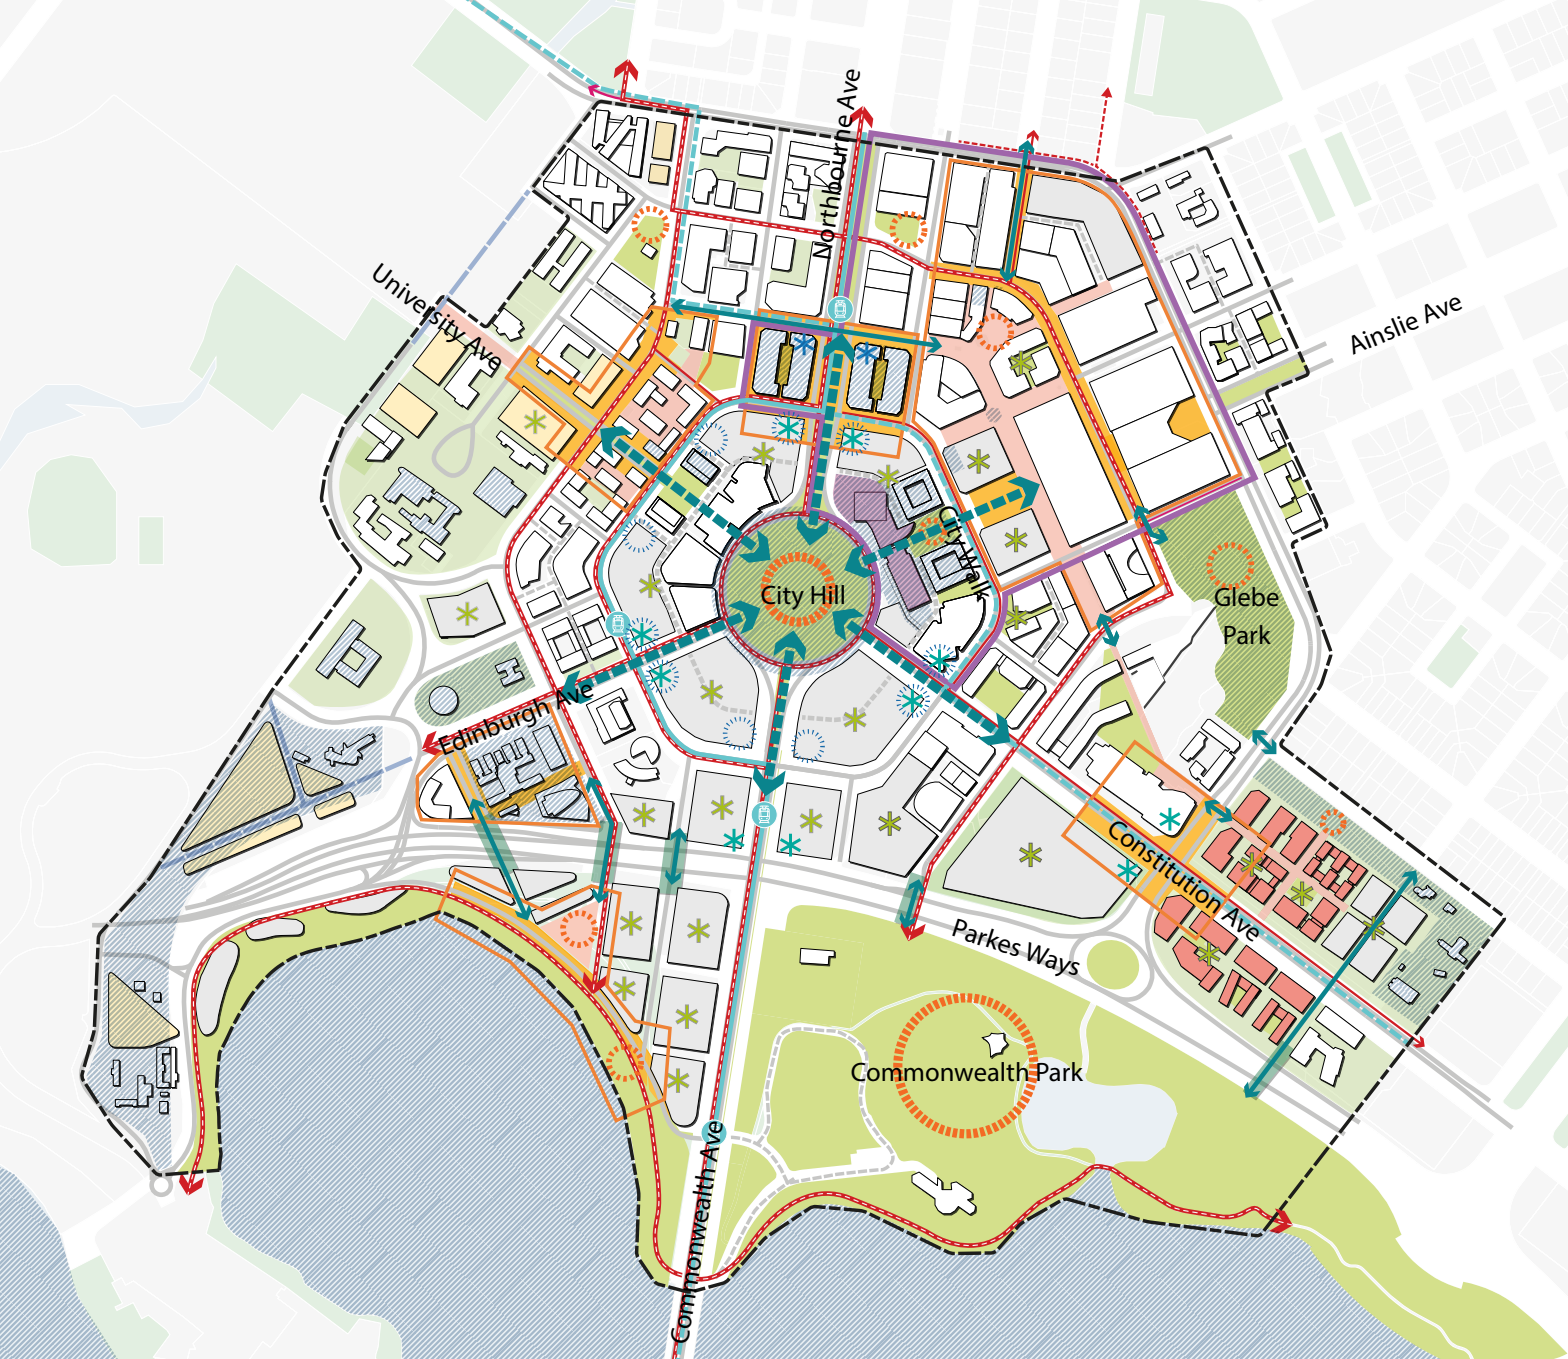 Northbourne Ave
University Ave
Ainslie Ave
City Walk
City Hill
Glebe
Park
Edinburgh Ave
Constitution Ave
Parkes Ways
Commonwealth Park
Commonwealth Ave